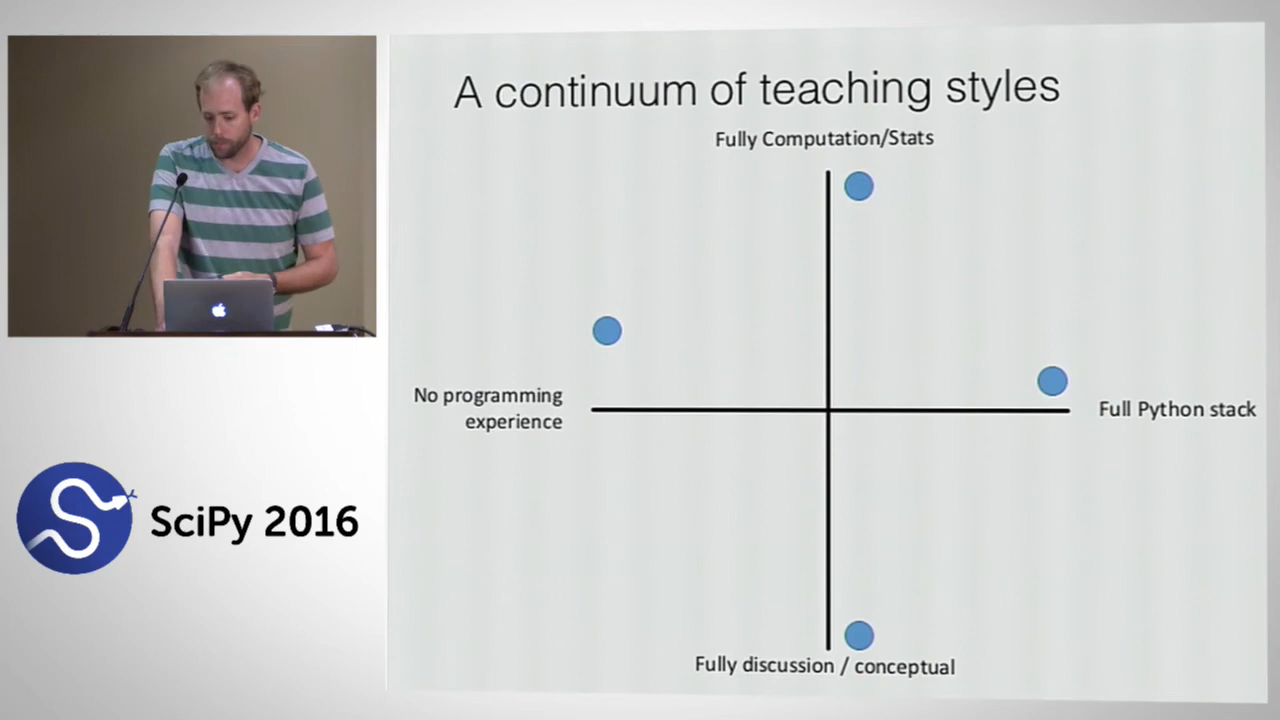 A continuum of teaching styles
Fully Computation/Stats
No programming
experience
Full Python stack
Fully discussion / conceptual
SciPy 2016